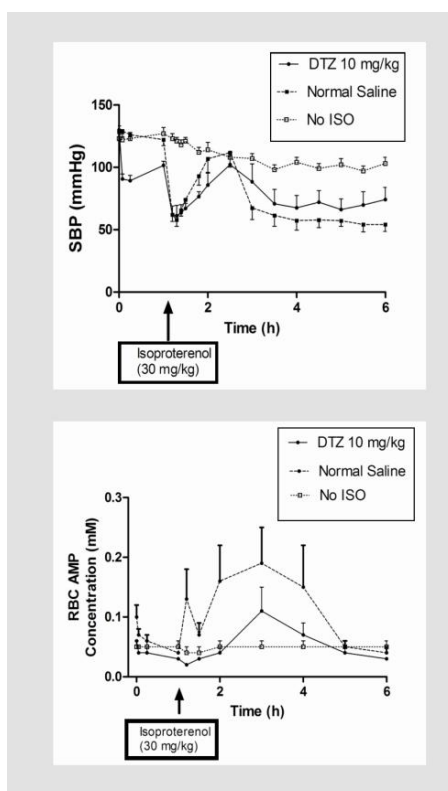 DTZ 10 mg/kg
Normal Saline
No ISO
150
100
50
0
SBP (mmHg)
0 2 4 6
Time (h)
Isoproterenol
(30 mg/kg)
DTZ 10 mg/kg
Normal Saline
No ISO
0.3
0.2
0.1
0.0
RBC AMP
Concentration (mM)
0 2 4 6
Time (h)
Isoproterenol
(30 mg/kg)